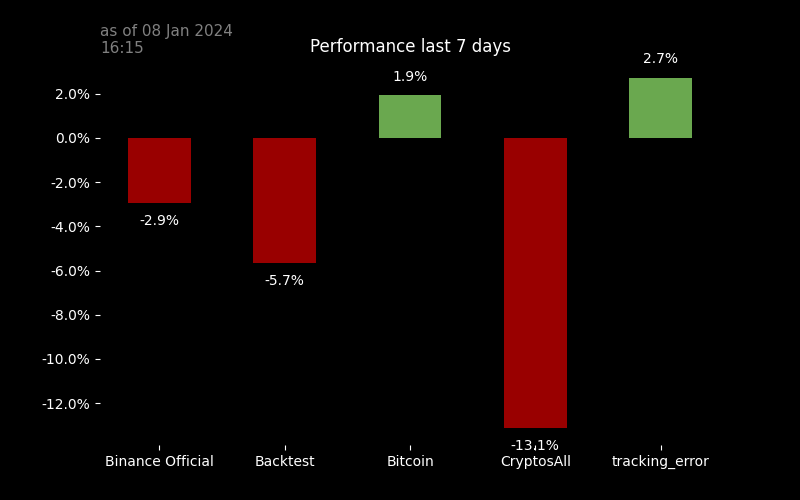 as of 08 Jan 2024
16:15
Performance last 7 days
2.0%
0.0%
-2.0%
-4.0%
-6.0%
-8.0%
-10.0%
-12.0%
-2.9%
-5.7%
1.9%
-13.1%
2.7%
Binance Official
Backtest
Bitcoin
CryptosAll
tracking_error